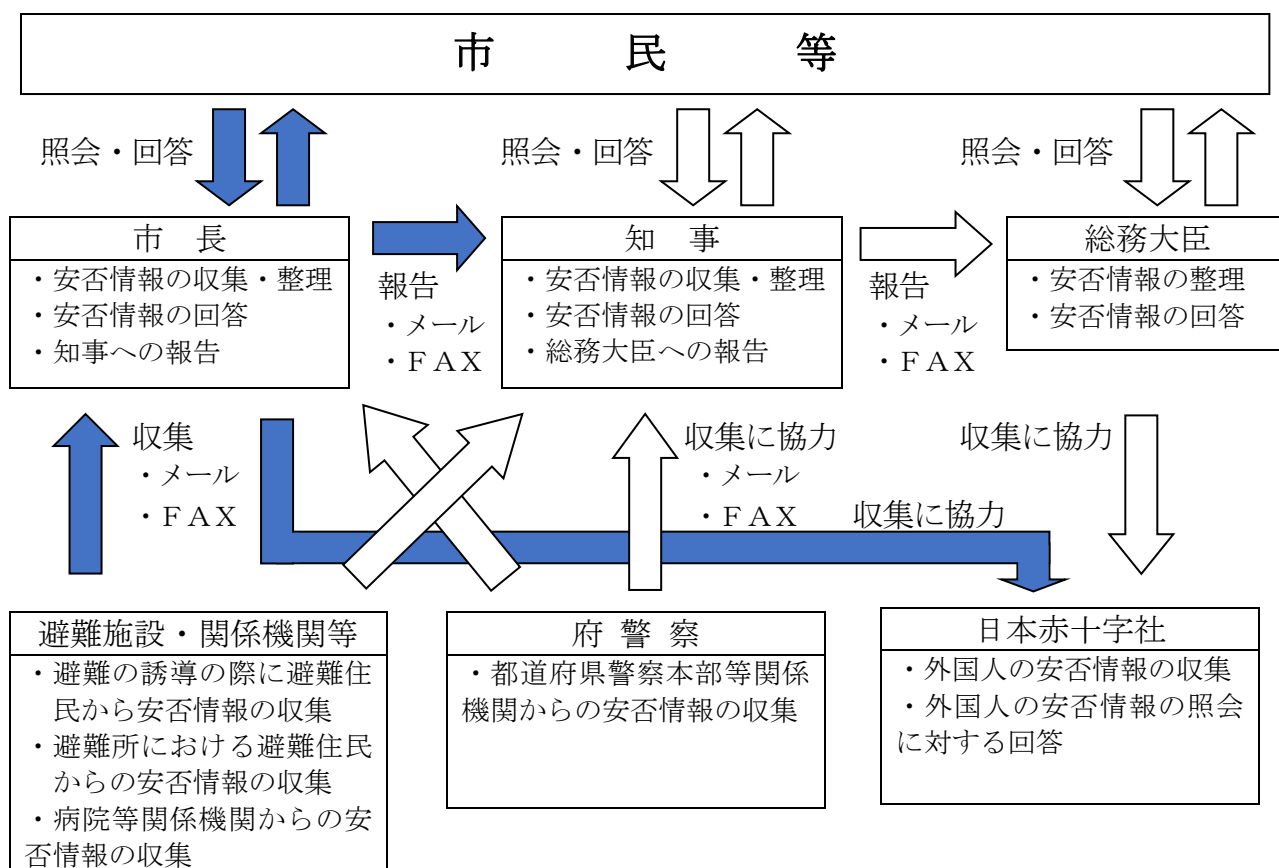 市民等
照会・回答
照会・回答
照会・回答
市 長
・安否情報の収集・整理
・安否情報の回答
・知事への報告
報告
・メール
・ＦＡＸ
知 事
・安否情報の収集・整理
・安否情報の回答
・総務大臣への報告
報告
・メール
・ＦＡＸ
総務大臣
・安否情報の整理
・安否情報の回答
収集
・メール
・ＦＡＸ
収集に協力
・メール
・ＦＡＸ
収集に協力
収集に協力
避難施設・関係機関等
・避難の誘導の際に避難住
民から安否情報の収集
・避難所における避難住民
からの安否情報の収集
・病院等関係機関からの安
否情報の収集
府 警 察
・都道府県警察本部等関係
機関からの安否情報の収集
日本赤十字社
・外国人の安否情報の収集
・外国人の安否情報の照会
に対する回答